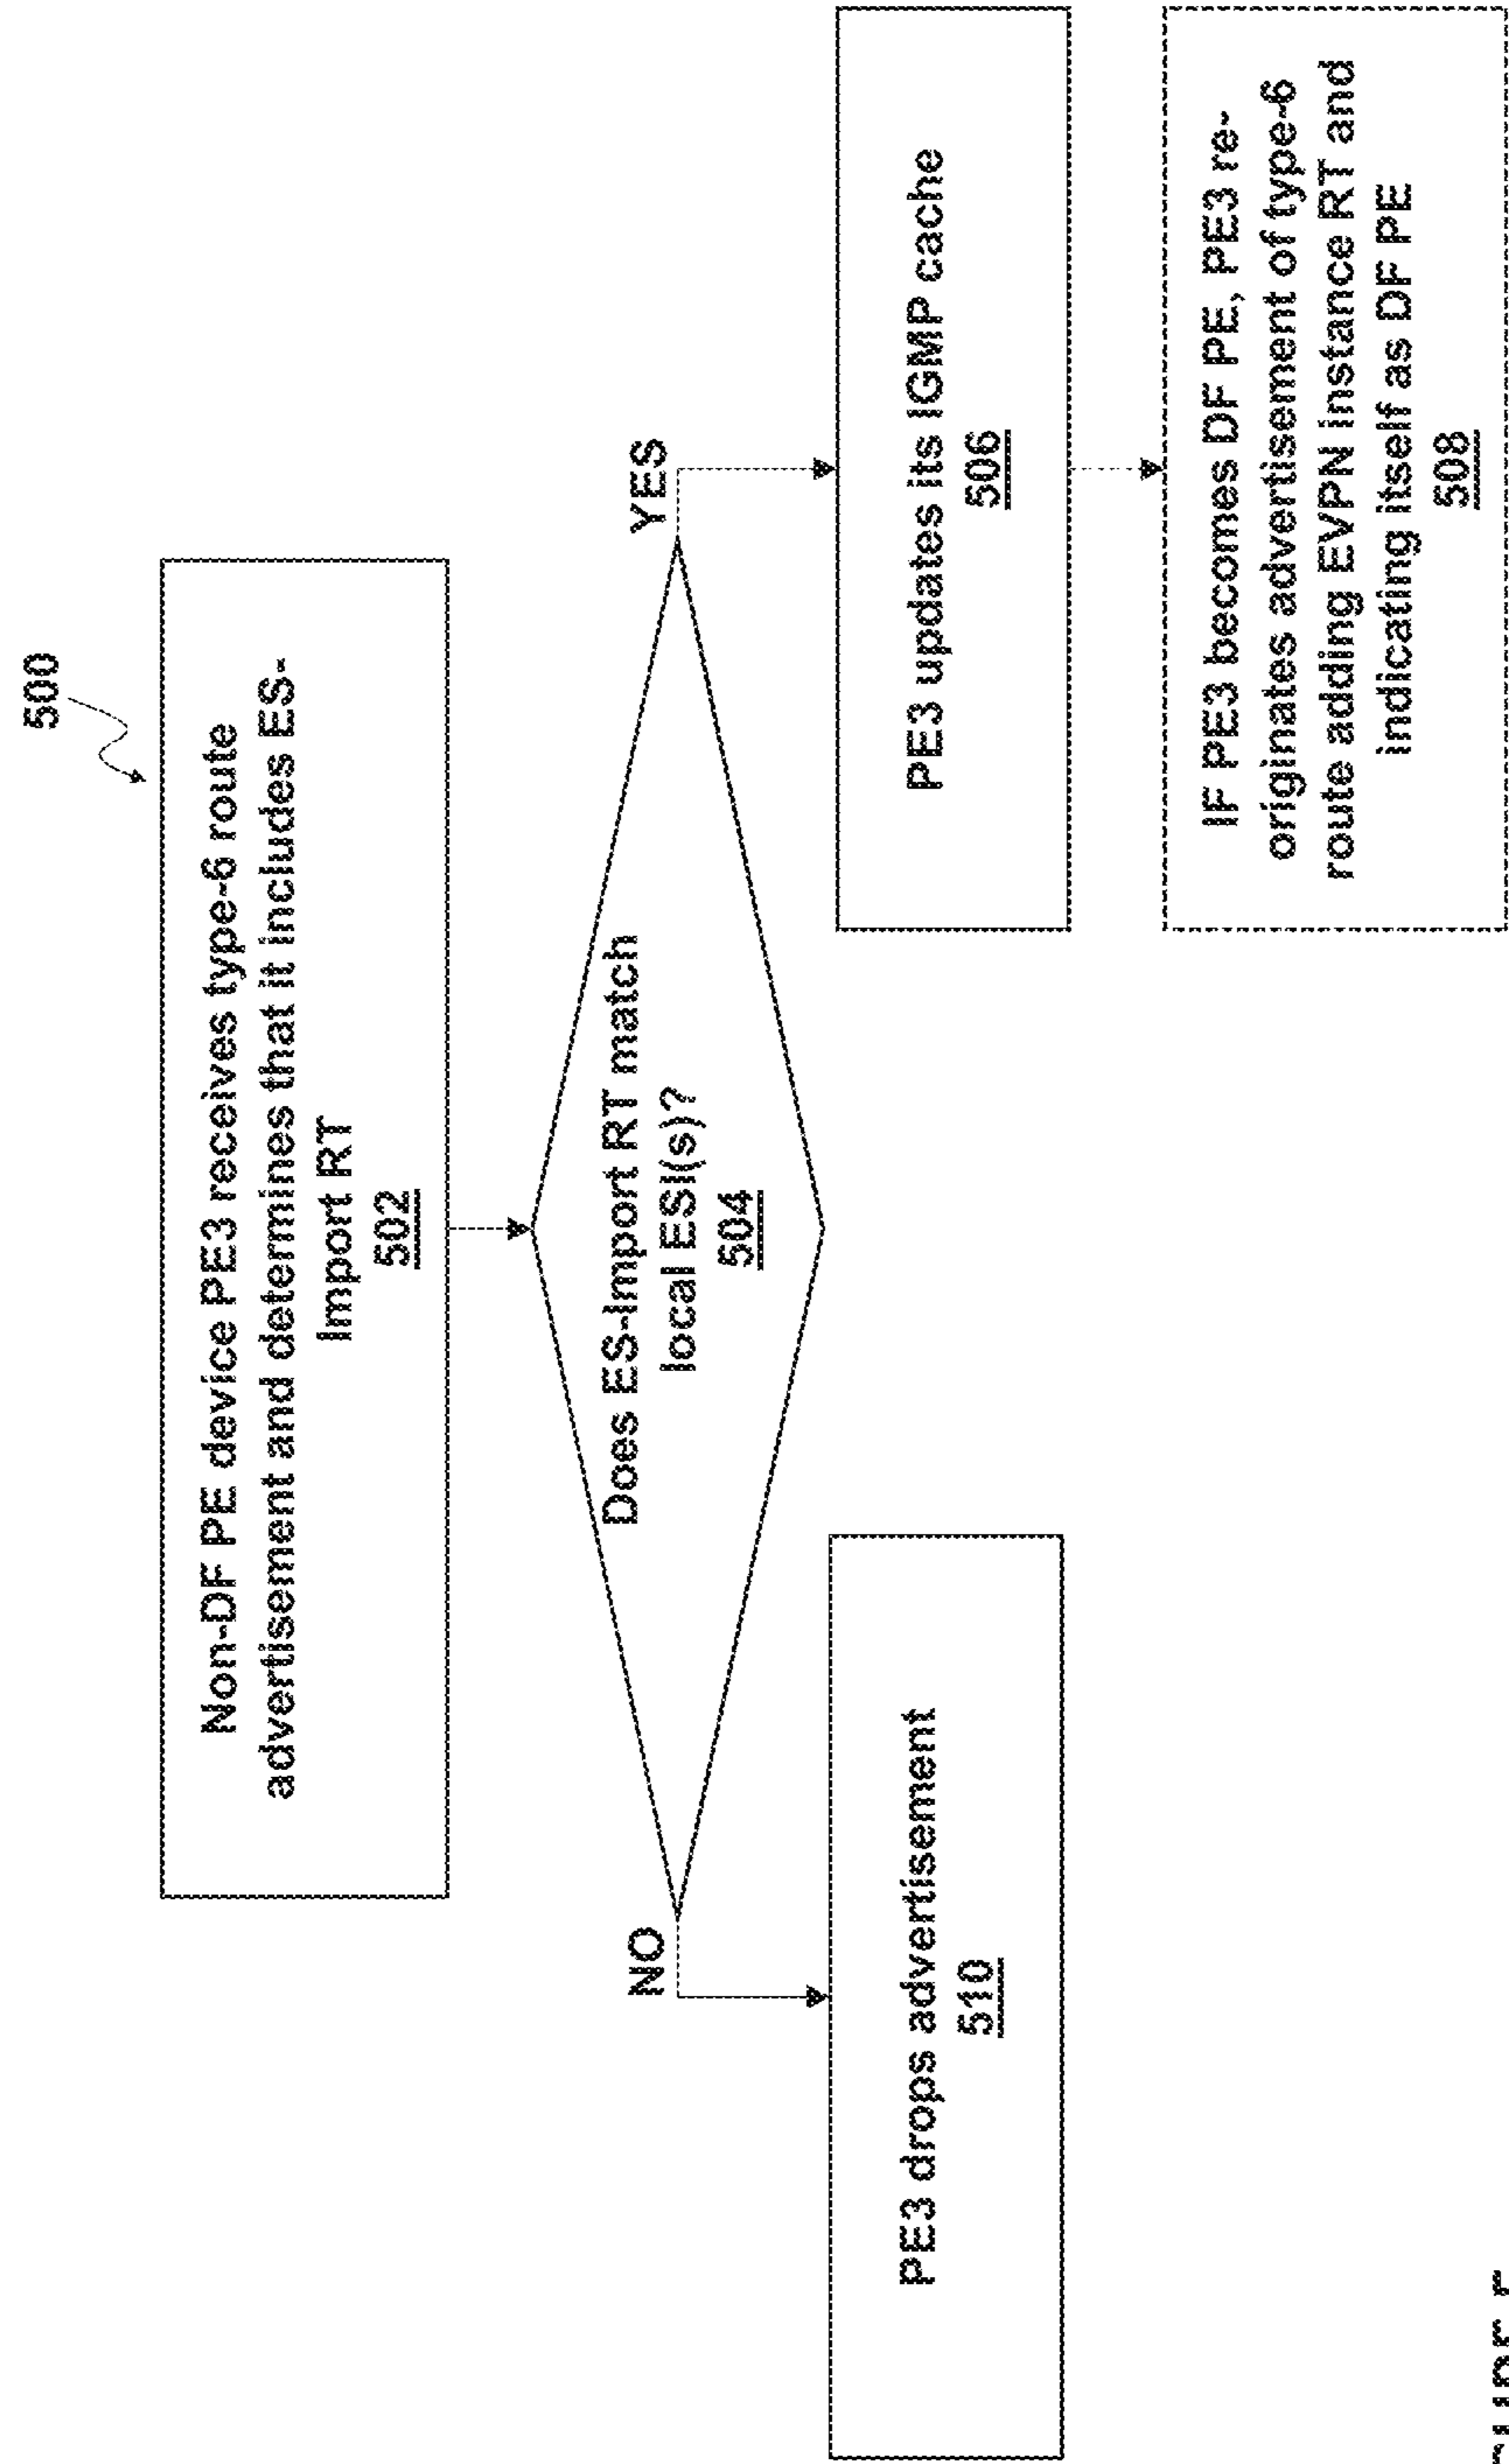 500
Non-DF PE device PE3 receives type-6 route
advertisement and determines that it includes ES-
Import RT
502
Does ES-Import RT match
local ESI(s)?
504
NO
YES
PE3 drops advertisement
510
PE3 updates its IGMP cache
506
IF PE3 becomes DF PE, PE3 re-
originates advertisement of type-6
route adding EVPN instance RT and
indicating itself as DF PE
508